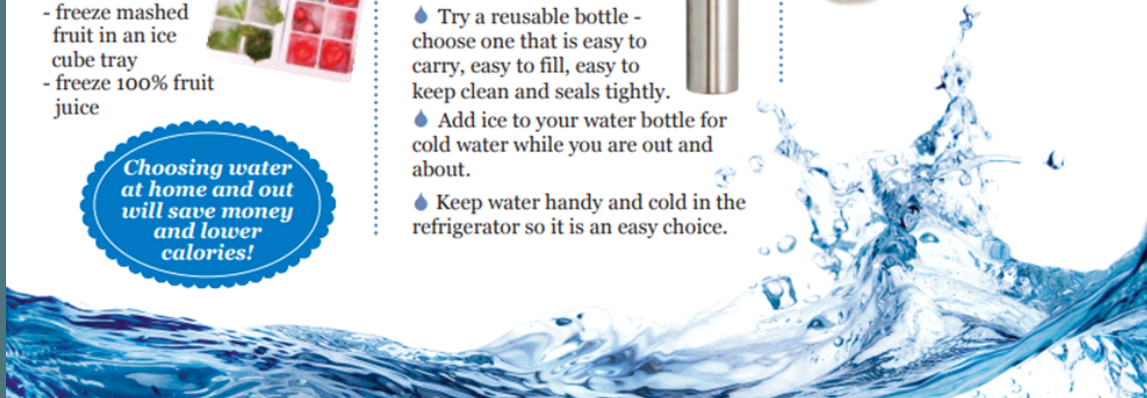 - freeze mashed
fruit in an ice
cube tray
- freeze 100% fruit
juice
Choosing water
at home and out
will save money
and lower
calories!
Try a reusable bottle -
choose one that is easy to
carry, easy to fill, easy to
keep clean and seals tightly.
Add ice to your water bottle for
cold water while you are out and
about.
Keep water handy and cold in the
refrigerator so it is an easy choice.